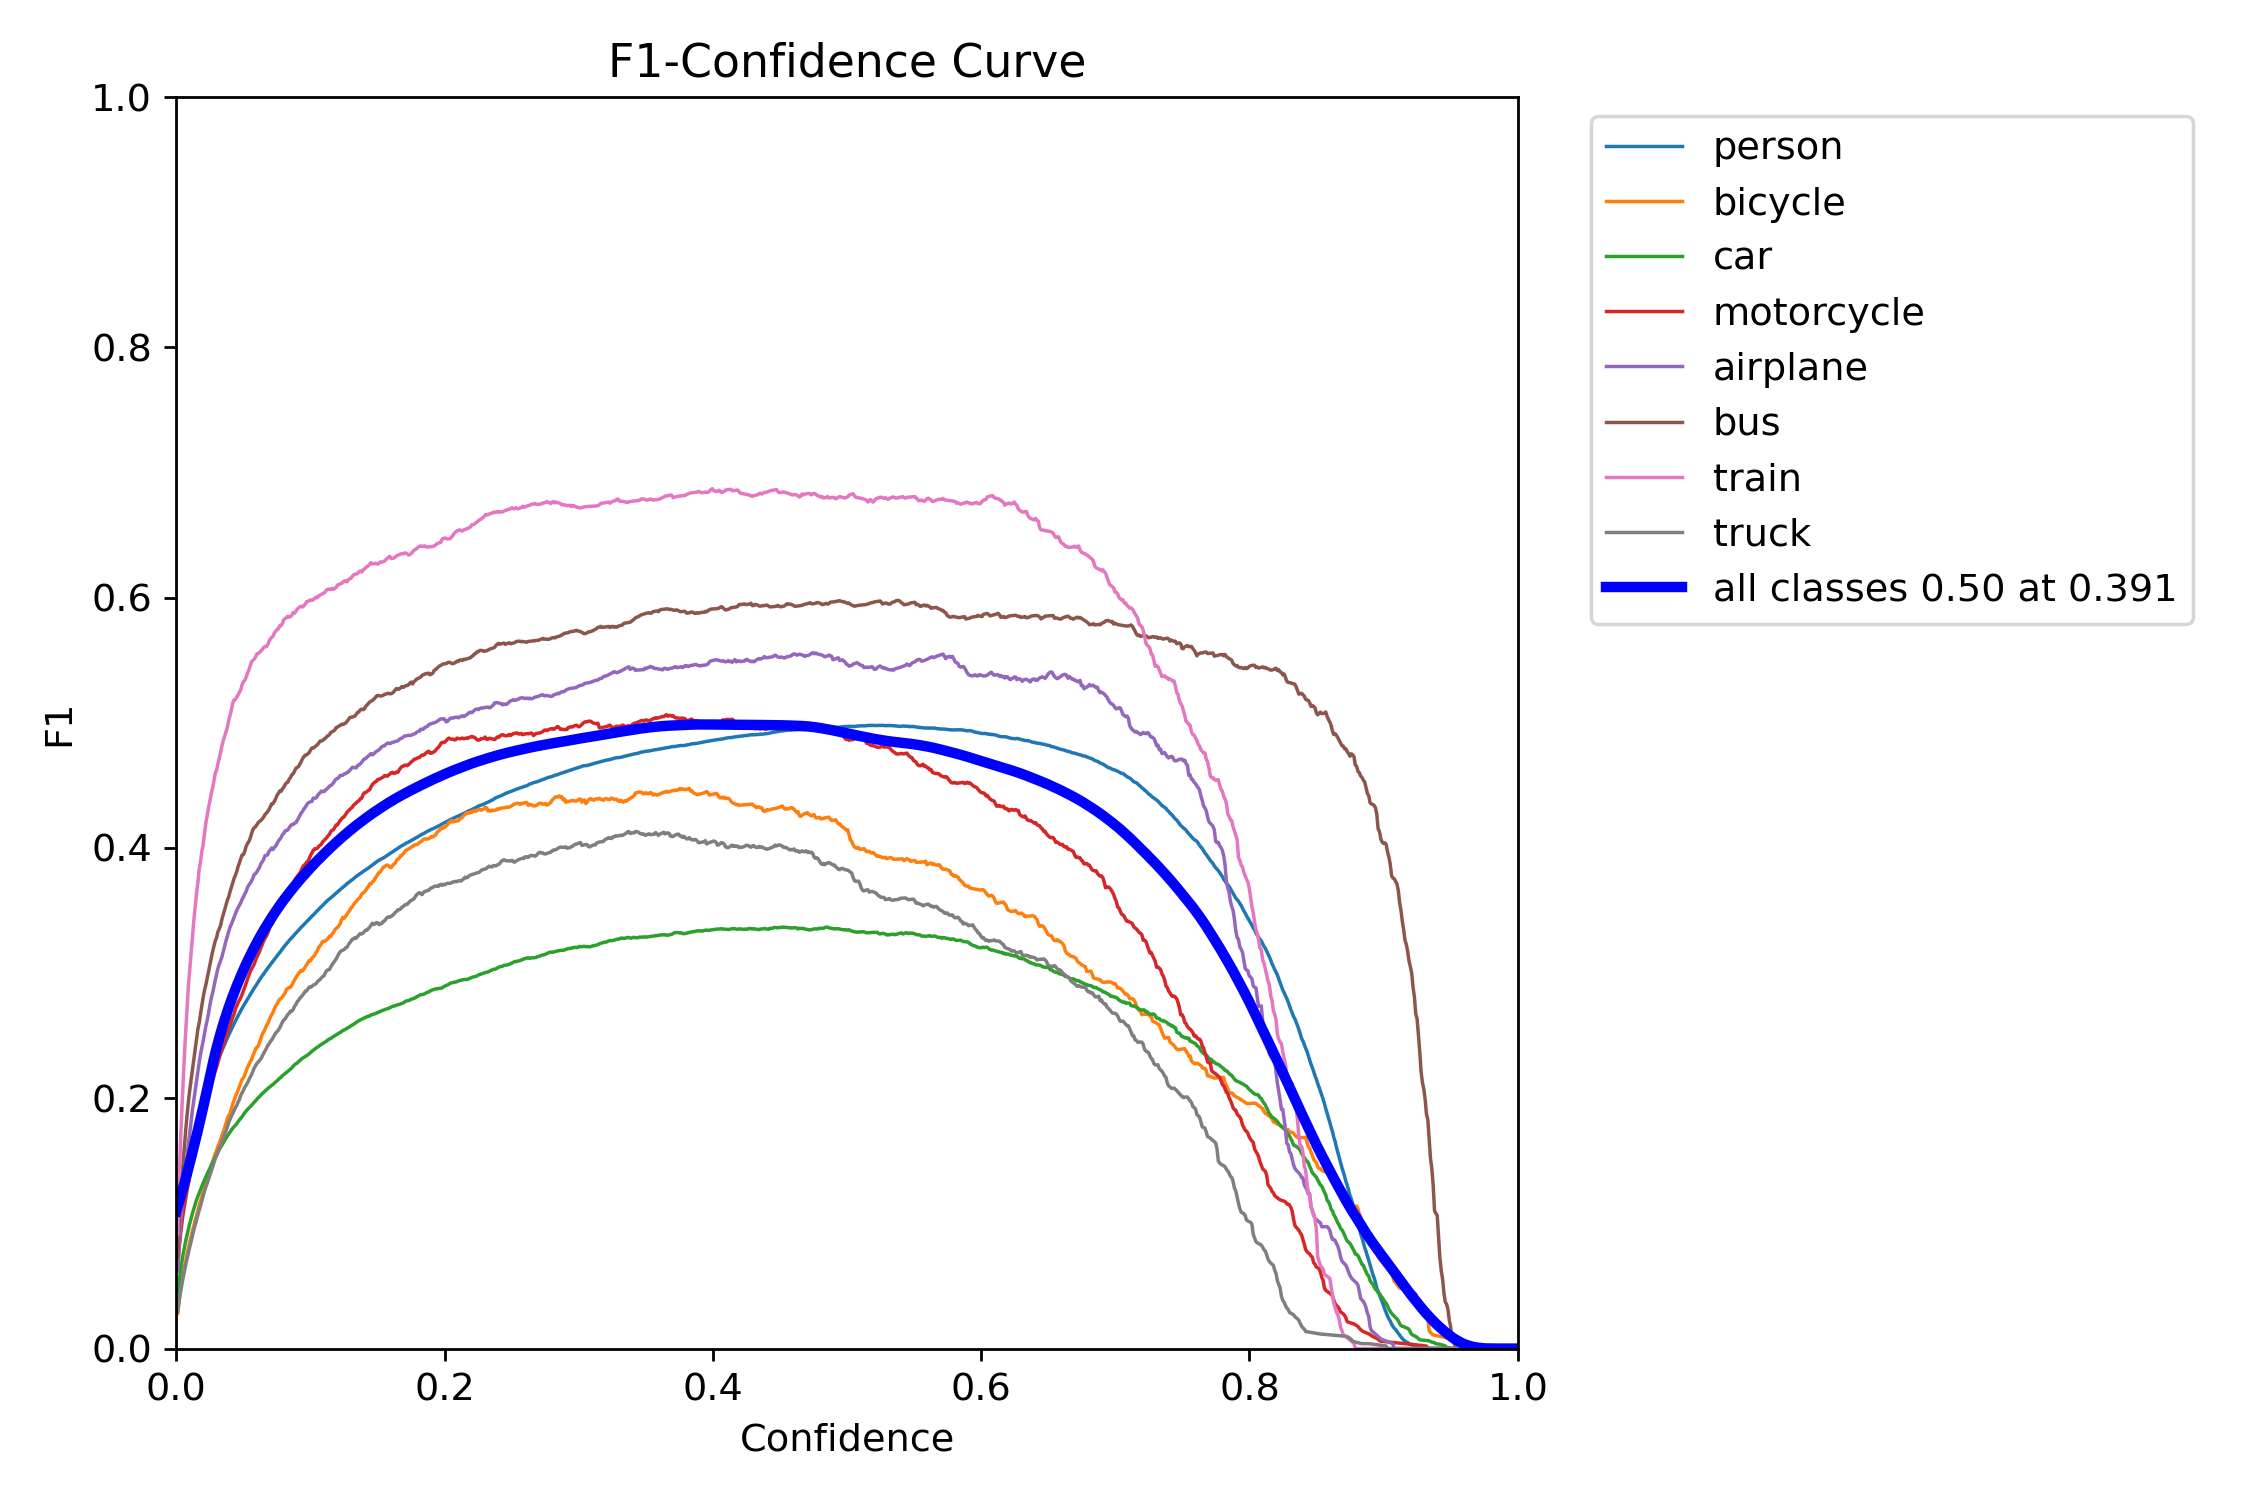 F1-Confidence Curve
1.0
0.8
0.6
0.4
0.2
0.0
F1
0.0 0.2 0.4 0.6 0.8 1.0
Confidence
person
bicycle
car
motorcycle
airplane
bus
train
truck
all classes 0.50 at 0.391